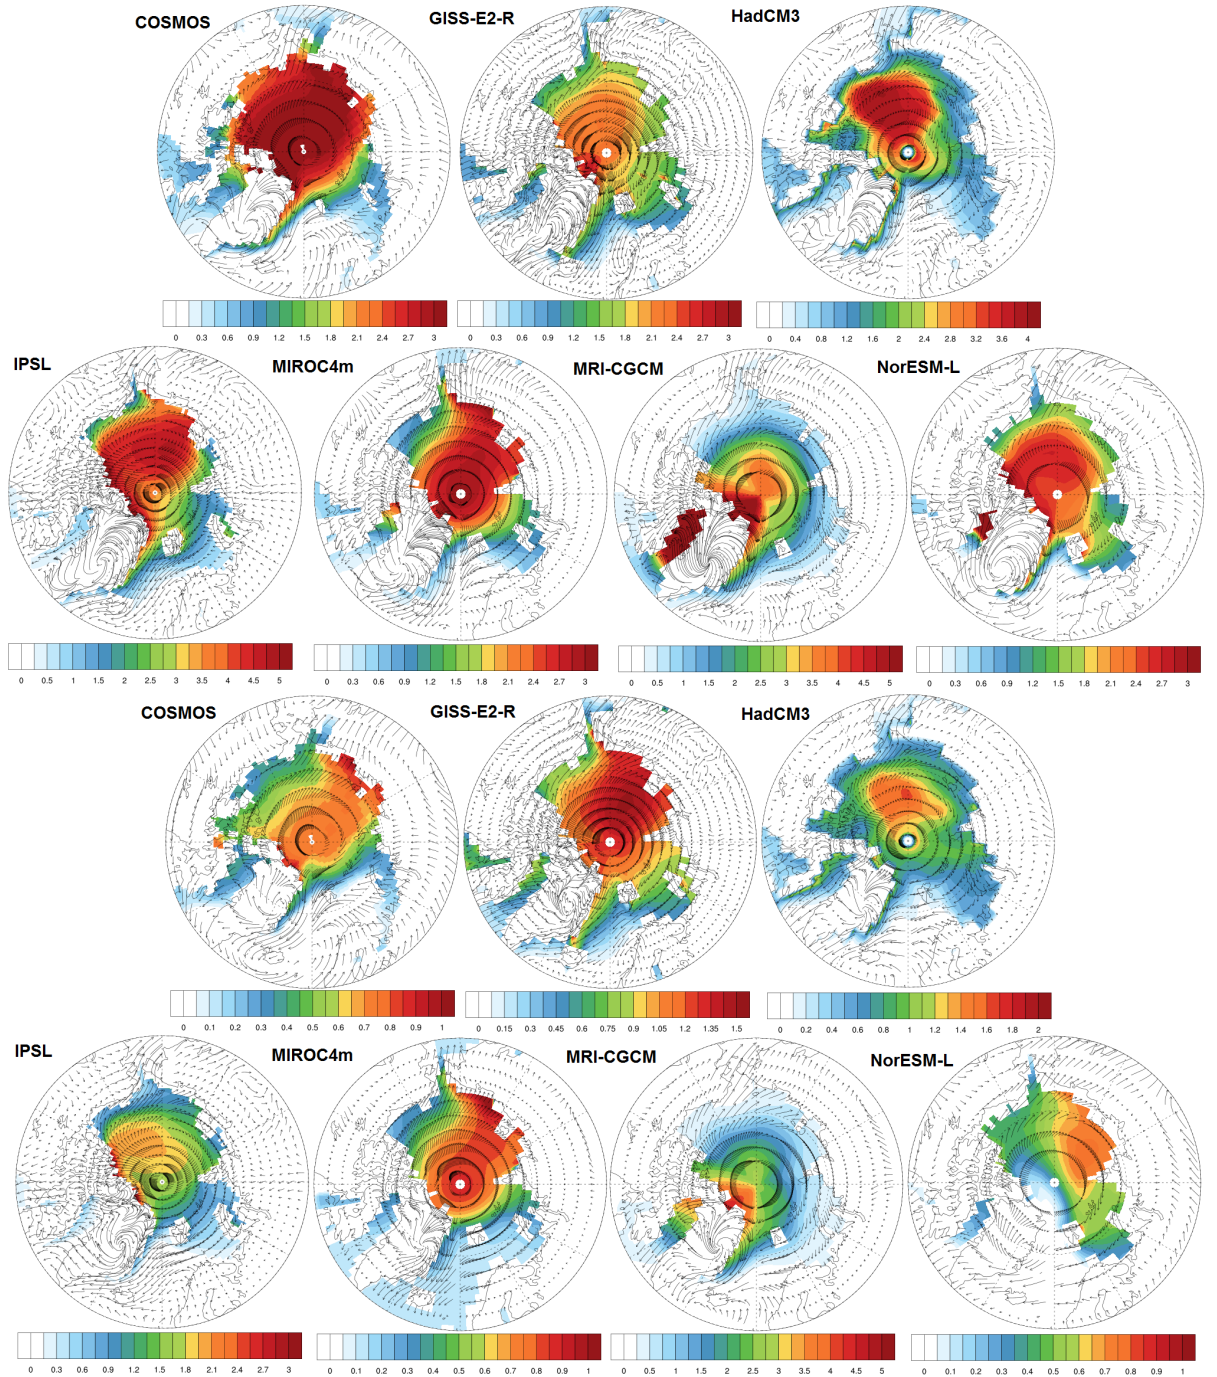 COSMOS GISS-E2-R HadCM3
0 0.3 0.6 0.9 1.2 1.5 1.8 2.1 2.4 2.7 3 0 0.3 0.6 0.9 1.2 1.5 1.8 2.1 2.4 2.7 3 0 0.4 0.8 1.2 1.6 2 2.4 2.8 3.2 3.6 4
IPSL MIROC4m MRI-CGCM NorESM-L
0 0.5 1 1.5 2 2.5 3 3.5 4 4.5 5 0 0.3 0.6 0.9 1.2 1.5 1.8 2.1 2.4 2.7 3 0 0.5 1 1.5 2 2.5 3 3.5 4 4.5 5 0 0.3 0.6 0.9 1.2 1.5 1.8 2.1 2.4 2.7 3
COSMOS GISS-E2-R HadCM3
0 0.1 0.2 0.3 0.4 0.5 0.6 0.7 0.8 0.9 1 0 0.15 0.3 0.45 0.6 0.75 0.9 1.05 1.2 1.35 1.5 0 0.2 0.4 0.6 0.8 1 1.2 1.4 1.6 1.8 2
IPSL MIROC4m MRI-CGCM NorESM-L
0 0.3 0.6 0.9 1.2 1.5 1.8 2.1 2.4 2.7 3 0 0.1 0.2 0.3 0.4 0.5 0.6 0.7 0.8 0.9 1 0 0.5 1 1.5 2 2.5 3 3.5 4 4.5 5 0 0.1 0.2 0.3 0.4 0.5 0.6 0.7 0.8 0.9 1